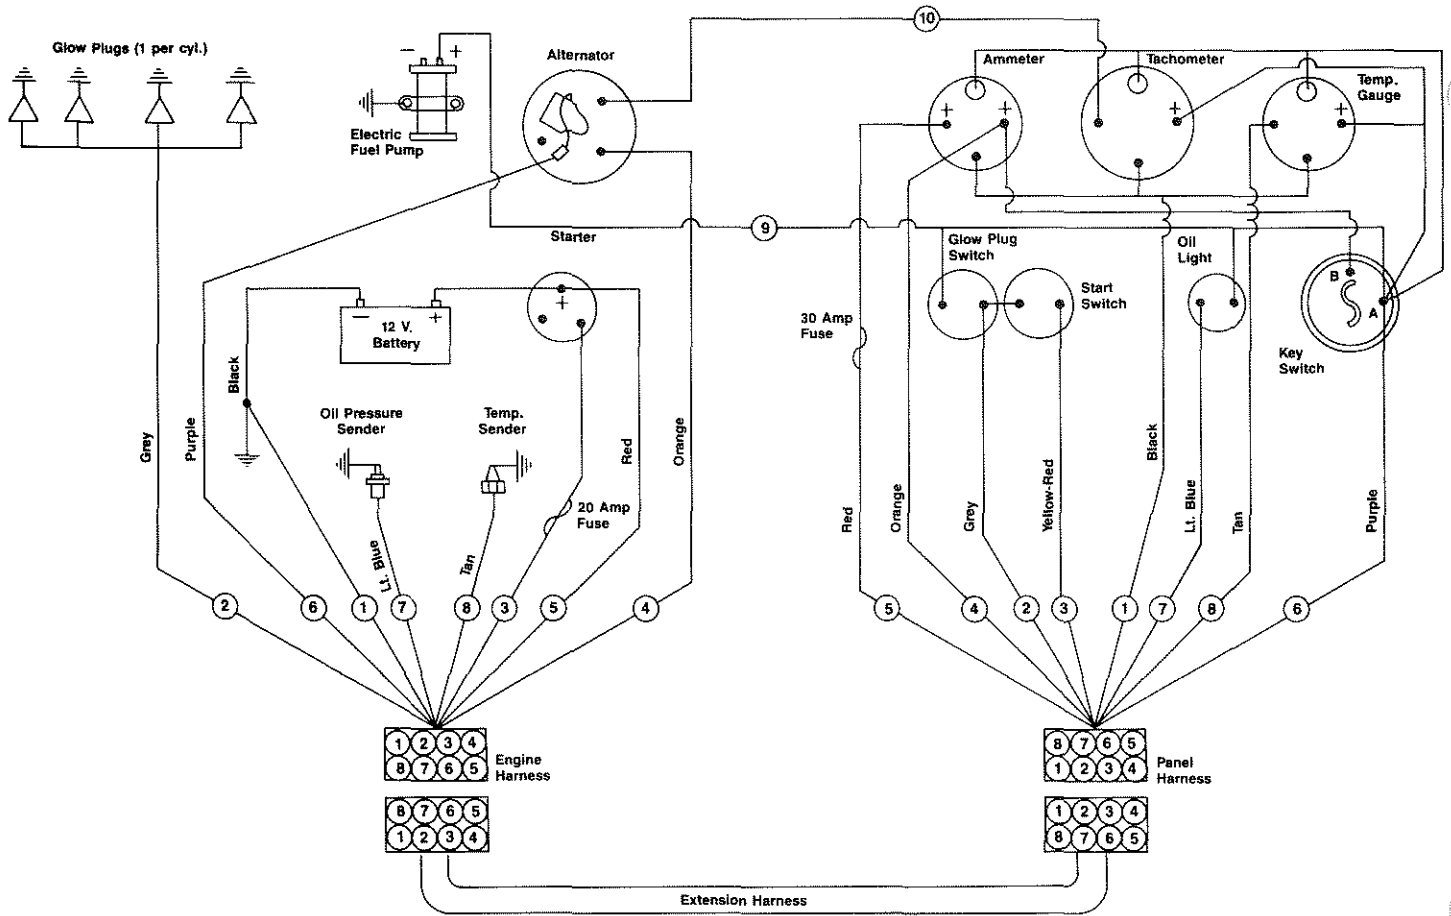 10
Glow Plugs (1 per cyl.)
Alternator
Ammeter
Tachometer
Temp.
Gauge
Electric
Fuel Pump
− +
+
+
+
+
9
Starter
Glow Plug
Switch
Oil
Light
Start
Switch
B
A
Key
Switch
30 Amp
Fuse
− +
12 V.
Battery
+
Black
Oil Pressure
Sender
Temp.
Sender
20 Amp
Fuse
Grey
Purple
Lt. Blue
Tan
Red
Orange
Red
Orange
Grey
Yellow-Red
Black
Lt. Blue
Tan
Purple
2 6 1 7 8 3 5 4
5 4 2 3 1 7 8 6
1 2 3 4
8 7 6 5
Engine
Harness
8 7 6 5
1 2 3 4
8 7 6 5
1 2 3 4
Panel
Harness
1 2 3 4
8 7 6 5
Extension Harness